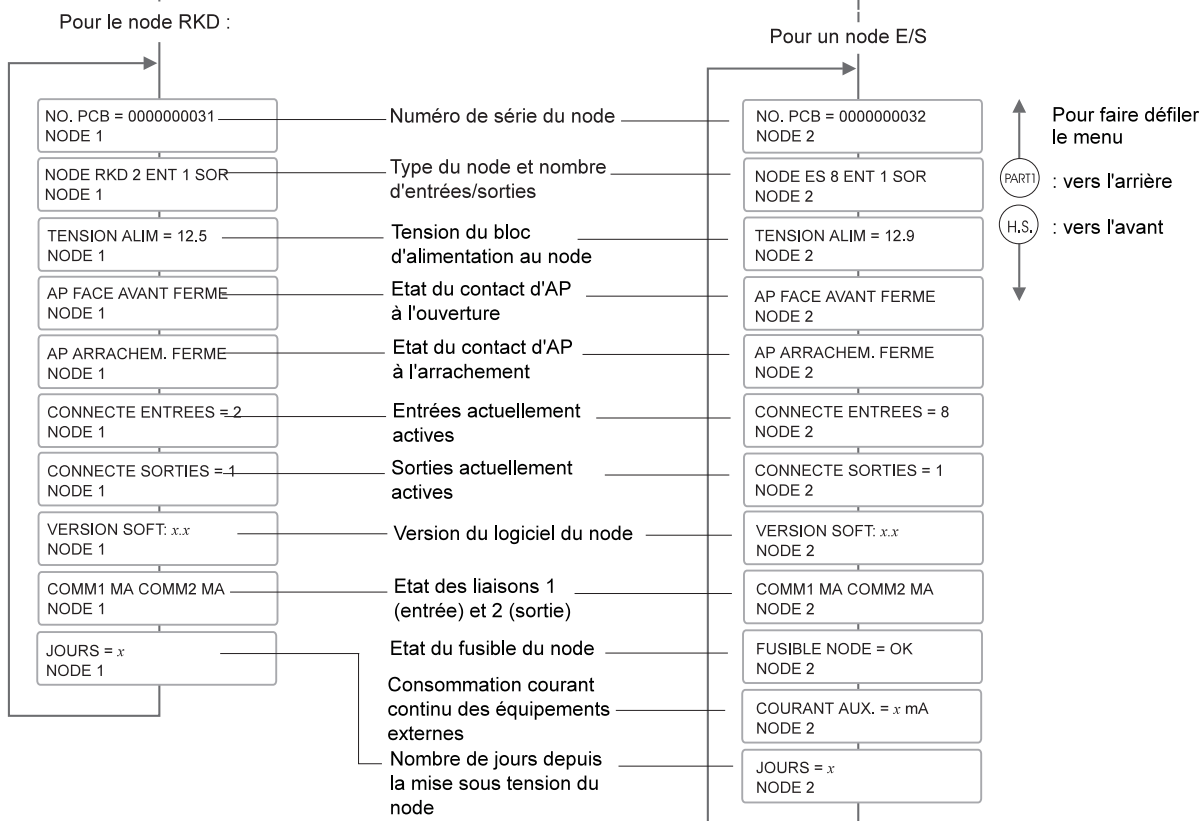 Pour le node RKD :
NO. PCB = 0000000031
NODE 1
NODE RKD 2 ENT 1 SOR
NODE 1
TENSION ALIM = 12.5
NODE 1
AP FACE AVANT FERME
NODE 1
AP ARRACHEM. FERME
NODE 1
CONNECTE ENTREES = 2
NODE 1
CONNECTE SORTIES = 1
NODE 1
VERSION SOFT: x.x
NODE 1
COMM1 MA COMM2 MA
NODE 1
JOURS = x
NODE 1
Numéro de série du node
Type du node et nombre
d'entrées/sorties
Tension du bloc
d'alimentation au node
Etat du contact d'AP
à l'ouverture
Etat du contact d'AP
à l'arrachement
Entrées actuellement
actives
Sorties actuellement
actives
Version du logiciel du node
Etat des liaisons 1
(entrée) et 2 (sortie)
Etat du fusible du node
Consommation courant
continu des équipements
externes
Nombre de jours depuis
la mise sous tension du
node
Pour un node E/S
NO. PCB = 0000000032
NODE 2
NODE ES 8 ENT 1 SOR
NODE 2
TENSION ALIM = 12.9
NODE 2
AP FACE AVANT FERME
NODE 2
AP ARRACHEM. FERME
NODE 2
CONNECTE ENTREES = 8
NODE 2
CONNECTE SORTIES = 1
NODE 2
VERSION SOFT: x.x
NODE 2
COMM1 MA COMM2 MA
NODE 2
FUSIBLE NODE = OK
NODE 2
COURANT AUX. = x mA
NODE 2
JOURS = x
NODE 2
Pour faire défiler
le menu
PART1 : vers l'arrière
H.S. : vers l'avant